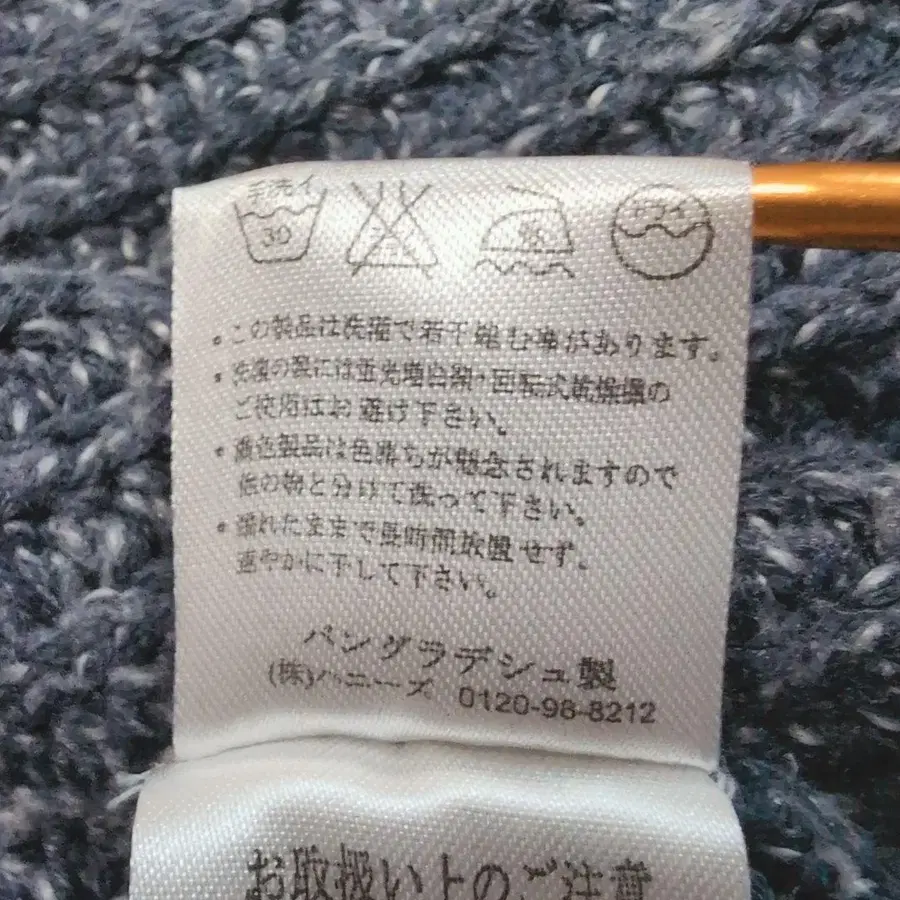 手洗イ
30
ドライ
・この製品は洗濯で若干縮む事があります。
・洗濯の際には蛍光増白剤・回転式乾燥機の
ご使用はお避け下さい。
・濃色製品は色落ちが懸念されますので
他の物と分けて洗って下さい。
・濡れたままで長時間放置せず、
速やかに干して下さい。
バングラデシュ製
(株)ハニーズ 0120-98-8212
お取扱い上のご注意